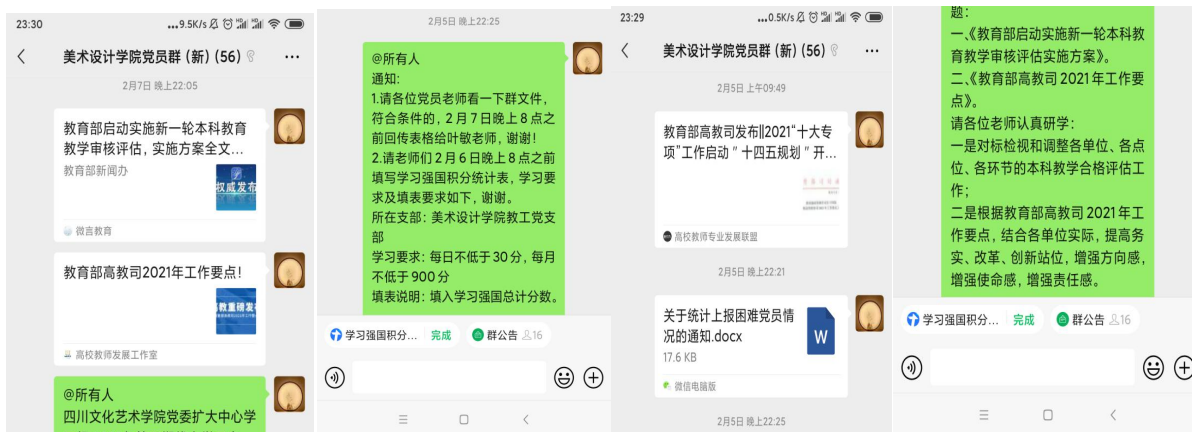 23:30
...9.5K/s
美术设计学院党员群（新）(56)
2月7日 晚上22:05
教育部启动实施新一轮本科教育
教学审核评估，实施方案全文...
教育部新闻办
权威发布
微言教育
教育部高教司2021年工作要点！
教重磅发
高校教师发展工作室
@所有人
四川文化艺术学院党委扩大中心学
2月5日 晚上22:25
@所有人
通知：
1.请各位党员老师看一下群文件，
符合条件的，2月7日晚上8点之
前回传表格给叶敏老师，谢谢！
2.请老师们2月6日晚上8点之前
填写学习强国积分统计表，学习要
求及填表要求如下，谢谢。
所在支部：美术设计学院教工党支
部
学习要求：每日不低于30分，每月
不低于900分
填表说明：填入学习强国总计分数。
学习强国积分... 完成 群公告 16
23:29
...0.5K/s
美术设计学院党员群（新）(56)
2月5日 上午09:49
教育部高教司发布||2021“十大专
项”工作启动 " 十四五规划 " 开...
高校教师专业发展联盟
2月5日 晚上22:21
关于统计上报困难党员情
况的通知.docx
17.6 KB
W
微信电脑版
2月5日 晚上22:25
题：
一、《教育部启动实施新一轮本科教
育教学审核评估实施方案》。
二、《教育部高教司2021年工作要
点》。
请各位老师认真研学：
一是对标检视和调整各单位、各点
位、各环节的本科教学合格评估工
作；
二是根据教育部高教司2021年工
作要点，结合各单位实际，提高务
实、改革、创新站位，增强方向感，
增强使命感，增强责任感。
学习强国积分... 完成 群公告 16